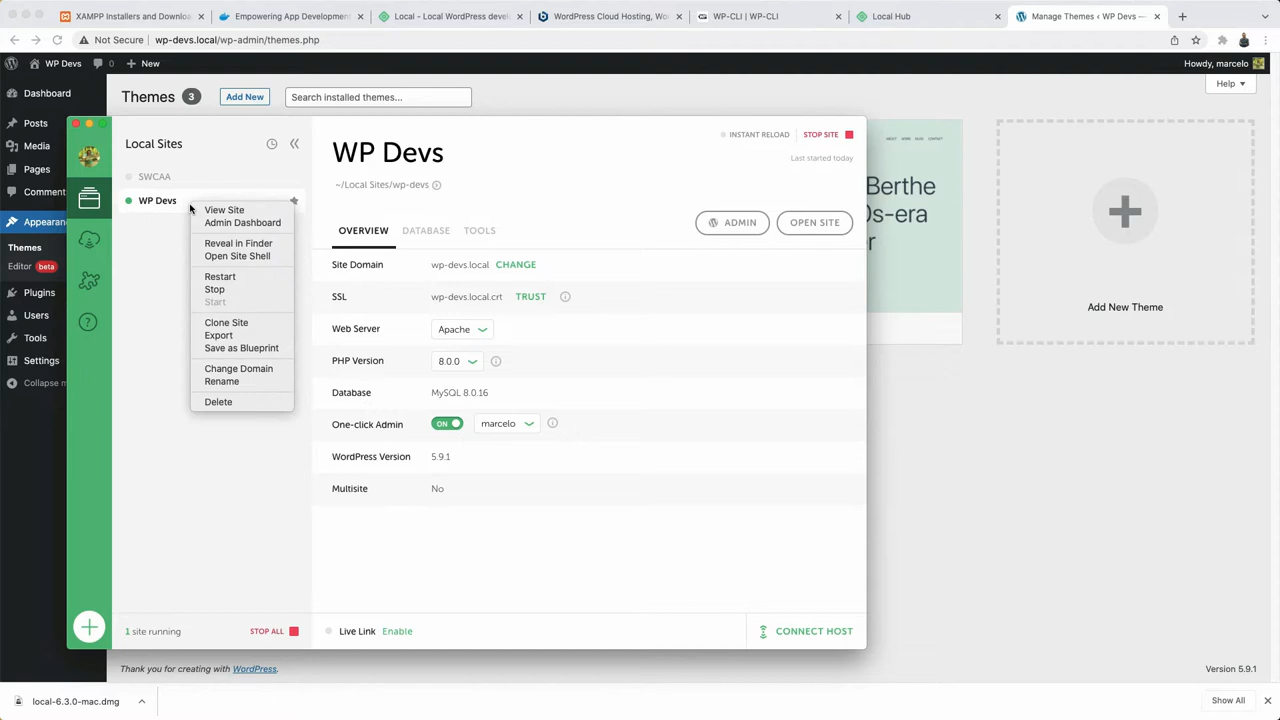 XAMPP Installers and Downloa
Empowering App Development
Local - Local WordPress devel
WordPress Cloud Hosting, Wo
WP-CLI | WP-CLI
Local Hub
Manage Themes ‹ WP Devs —
Not Secure
wp-devs.local/wp-admin/themes.php
WP Devs
0
New
Howdy, marcelo
Dashboard
Posts
Media
Pages
Comment
Appearan
Themes
Editor beta
Plugins
Users
Tools
Settings
Collapse m
Themes 3
Add New
Search installed themes...
Help
Local Sites
SWCAA
WP Devs
View Site
Admin Dashboard
Reveal in Finder
Open Site Shell
Restart
Stop
Start
Clone Site
Export
Save as Blueprint
Change Domain
Rename
Delete
1 site running
STOP ALL
WP Devs
~/Local Sites/wp-devs
INSTANT RELOAD
STOP SITE
Last started today
OVERVIEW
DATABASE
TOOLS
ADMIN
OPEN SITE
Site Domain
wp-devs.local
CHANGE
SSL
wp-devs.local.crt
TRUST
Web Server
Apache
PHP Version
8.0.0
Database
MySQL 8.0.16
One-click Admin
ON
marcelo
WordPress Version
5.9.1
Multisite
No
Live Link
Enable
CONNECT HOST
ABOUT WORK BLOG CONTACT
Berthe
Os-era
r
Add New Theme
Thank you for creating with WordPress.
Version 5.9.1
local-6.3.0-mac.dmg
Show All